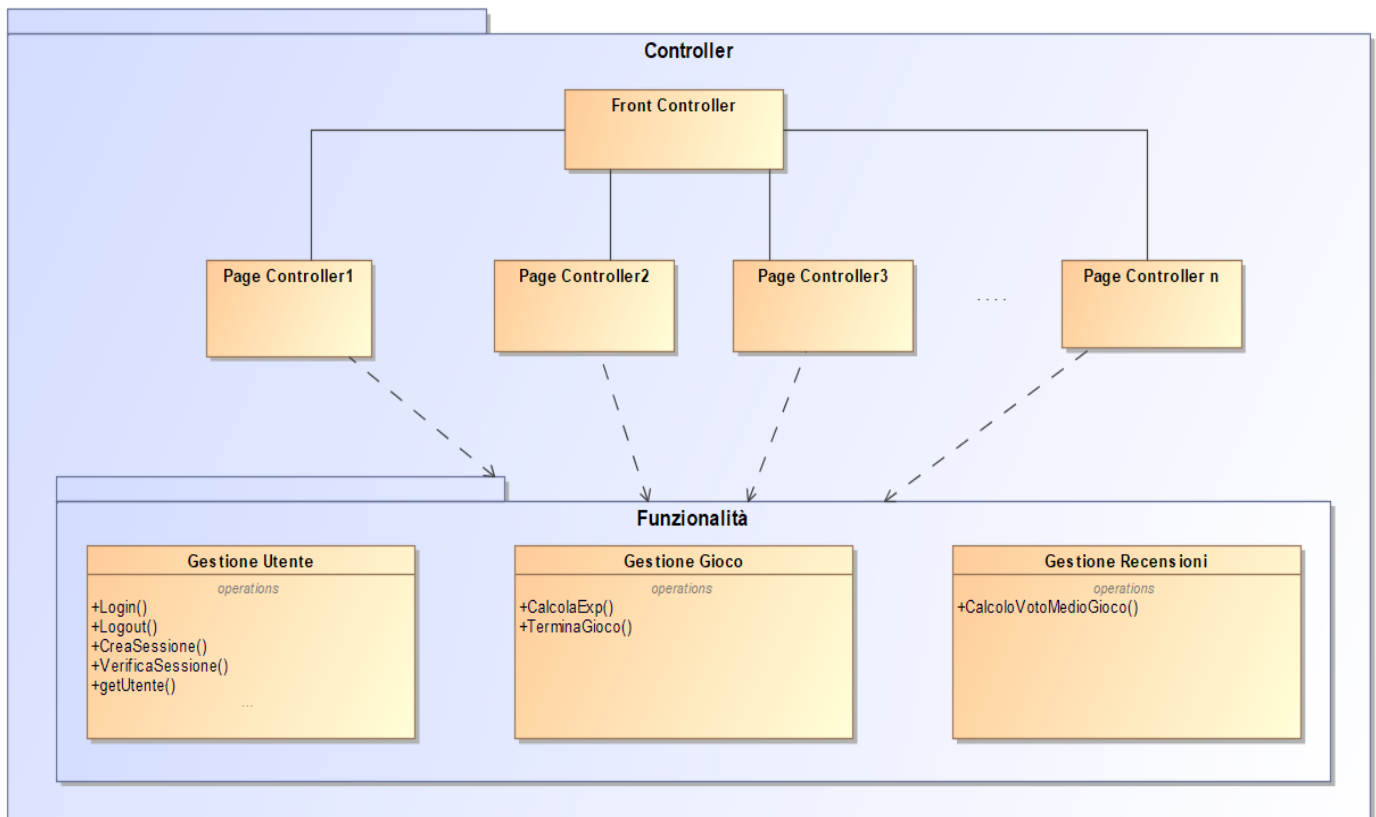 Controller
Front Controller
Page Controller1
Page Controller2
Page Controller3
. . . .
Page Controller n
Funzionalità
Gestione Utente
operations
+Login()
+Logout()
+CreaSessione()
+VerificaSessione()
+getUtente()
...
Gestione Gioco
operations
+CalcolaExp()
+TerminaGioco()
Gestione Recensioni
operations
+CalcoloVotoMedioGioco()